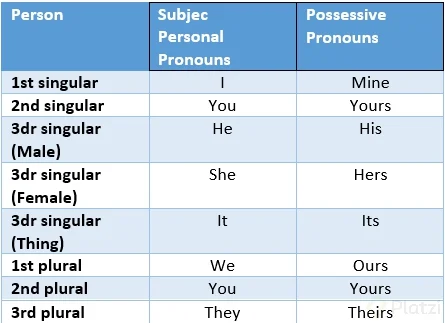 Person Subjec Possessive
Personal Pronouns
Pronouns
1st singular I Mine
2nd singular You Yours
3dr singular He His
(Male)
3dr singular She Hers
(Female)
3dr singular It Its
(Thing)
1st plural We Ours
2nd plural You Yours
Platzi
3rd plural They Theirs